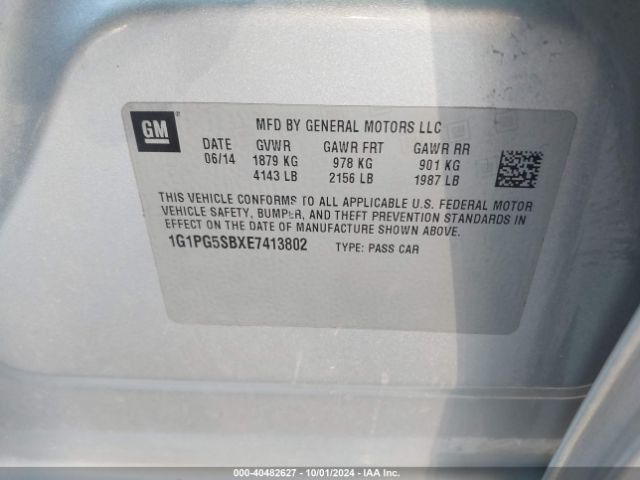 GM
MFD BY GENERAL MOTORS LLC
DATE GVWR GAWR FRT GAWR RR
06/14 1879 KG 978 KG 901 KG
4143 LB 2156 LB 1987 LB
THIS VEHICLE CONFORMS TO ALL APPLICABLE U.S. FEDERAL MOTOR
VEHICLE SAFETY, BUMPER, AND THEFT PREVENTION STANDARDS IN
EFFECT ON THE DATE OF MANUFACTURE SHOWN ABOVE.
1G1PG5SBXE7413802 TYPE: PASS CAR
000-40482627 - 10/01/2024 - IAA Inc. Copyright